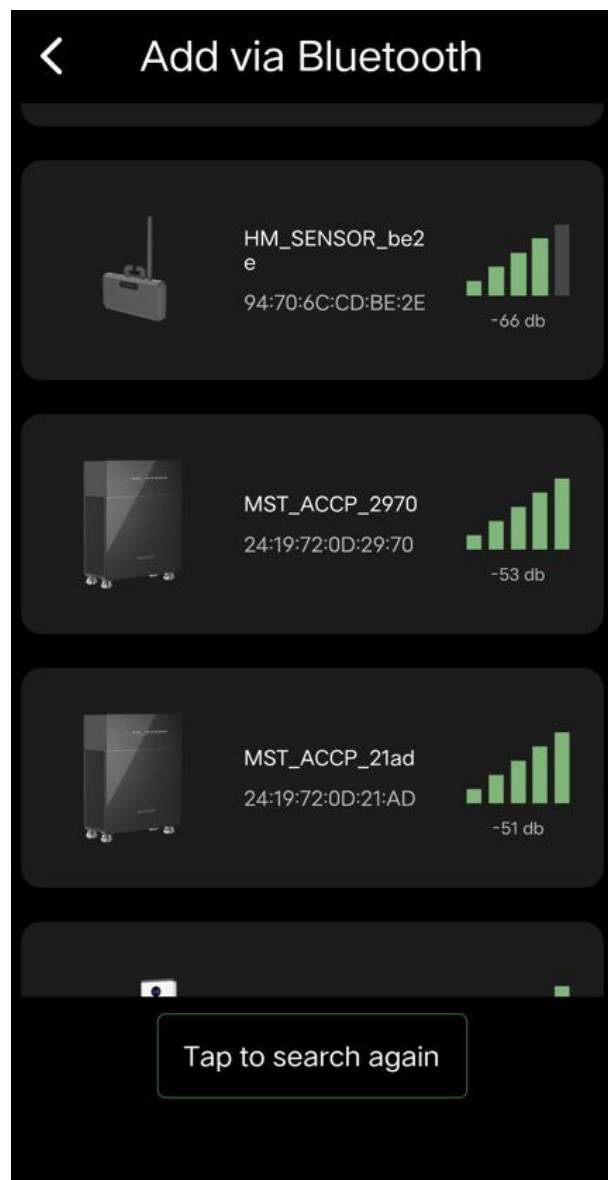 Add via Bluetooth
HM_SENSOR_be2
e
94:70:6C:CD:BE:2E
-66 db
MST_ACCP_2970
24:19:72:0D:29:70
-53 db
MST_ACCP_21ad
24:19:72:0D:21:AD
-51 db
Tap to search again